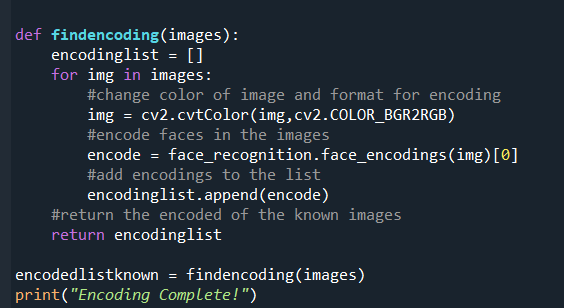 def findencoding(images):
    encodinglist = []
    for img in images:
        #change color of image and format for encoding
        img = cv2.cvtColor(img,cv2.COLOR_BGR2RGB)
        #encode faces in the images
        encode = face_recognition.face_encodings(img)[0]
        #add encodings to the list
        encodinglist.append(encode)
    #return the encoded of the known images
    return encodinglist

encodedlistknown = findencoding(images)
print("Encoding Complete!")